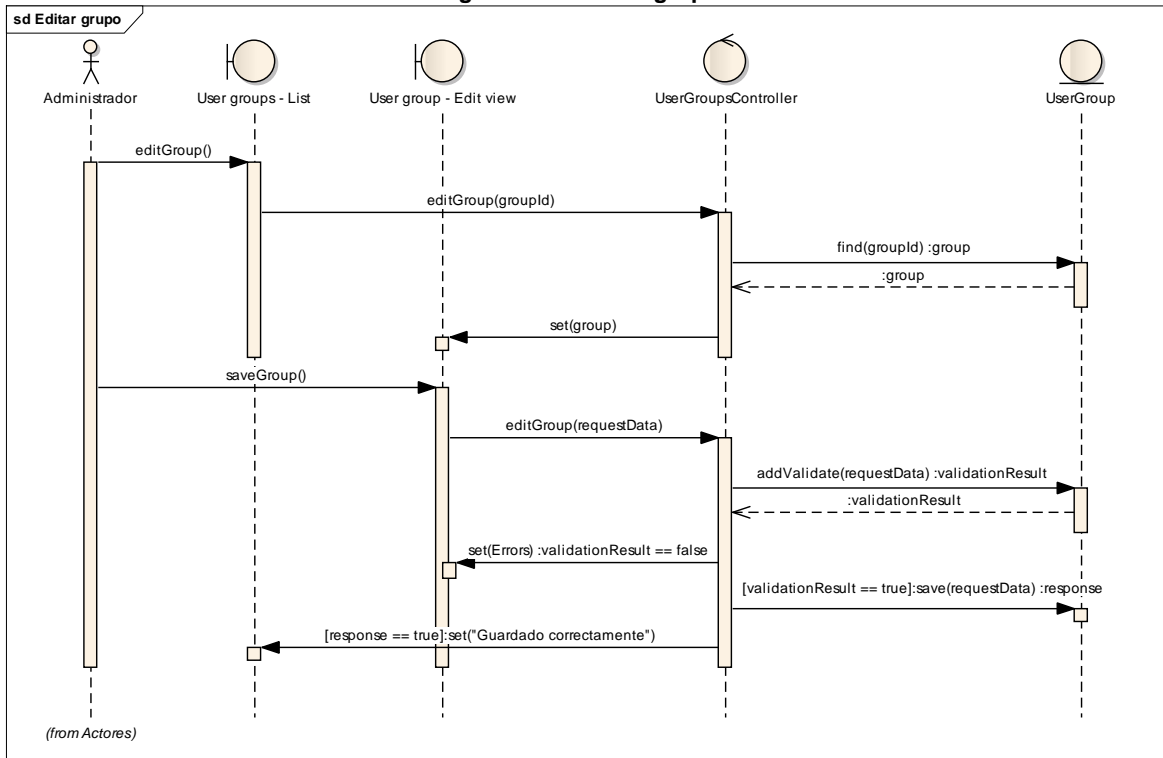 sd Editar grupo
Administrador
User groups - List
User group - Edit view
UserGroupsController
UserGroup
editGroup()
editGroup(groupId)
find(groupId) :group
:group
set(group)
saveGroup()
editGroup(requestData)
addValidate(requestData) :validationResult
:validationResult
set(Errors) :validationResult == false
[validationResult == true]:save(requestData) :response
[response == true]:set("Guardado correctamente")
(from Actores)